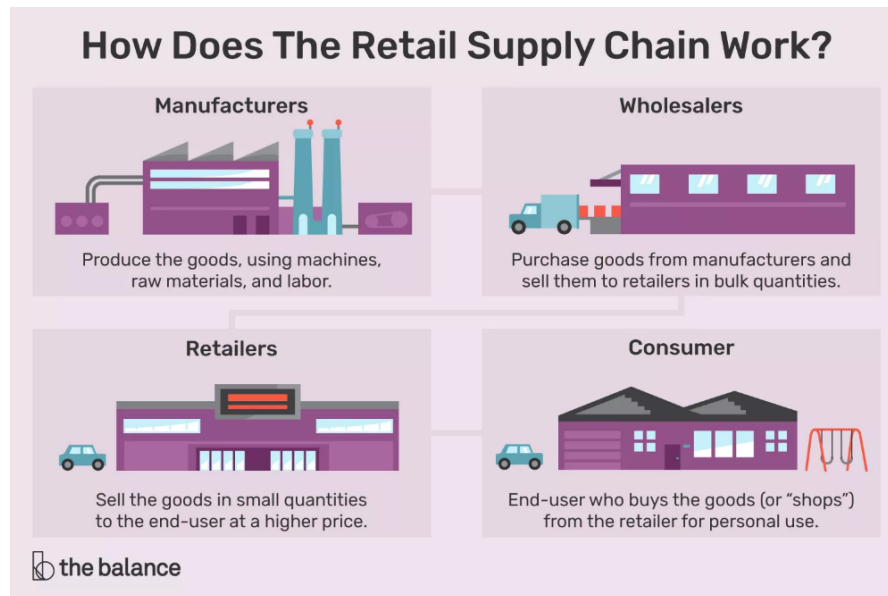 How Does The Retail Supply Chain Work?
Manufacturers
Produce the goods, using machines,
raw materials, and labor.
Wholesalers
Purchase goods from manufacturers and
sell them to retailers in bulk quantities.
Retailers
Sell the goods in small quantities
to the end-user at a higher price.
Consumer
End-user who buys the goods (or “shops”)
from the retailer for personal use.
the balance